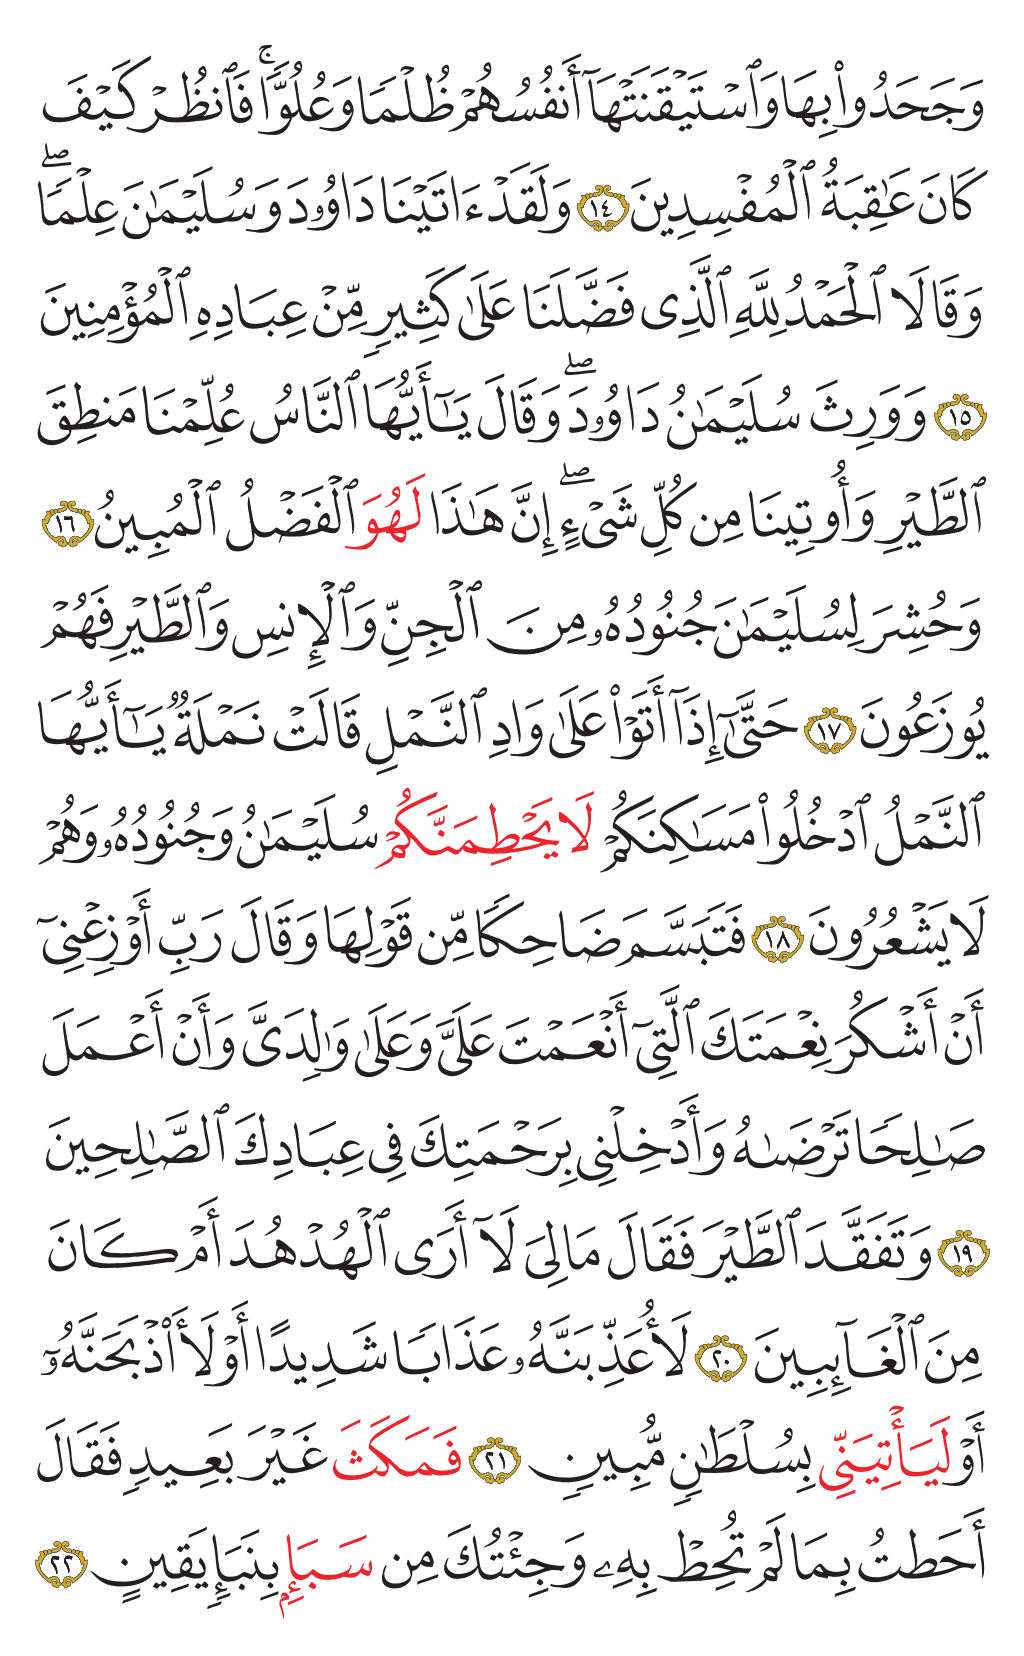 وَجَحَدُوا۟ بِهَا وَٱسْتَيْقَنَتْهَآ أَنفُسُهُمْ ظُلْمًا وَعُلُوًّا ۚ فَٱنظُرْ كَيْفَ
كَانَ عَٰقِبَةُ ٱلْمُفْسِدِينَ ١٤ وَلَقَدْ ءَاتَيْنَا دَاوُۥدَ وَسُلَيْمَٰنَ عِلْمًا ۖ
وَقَالَا ٱلْحَمْدُ لِلَّهِ ٱلَّذِى فَضَّلَنَا عَلَىٰ كَثِيرٍ مِّنْ عِبَادِهِ ٱلْمُؤْمِنِينَ
١٥ وَوَرِثَ سُلَيْمَٰنُ دَاوُۥدَ ۖ وَقَالَ يَٰٓأَيُّهَا ٱلنَّاسُ عُلِّمْنَا مَنطِقَ
ٱلطَّيْرِ وَأُوتِينَا مِن كُلِّ شَىْءٍ ۖ إِنَّ هَٰذَا لَهُوَ ٱلْفَضْلُ ٱلْمُبِينُ ١٦
وَحُشِرَ لِسُلَيْمَٰنَ جُنُودُهُۥ مِنَ ٱلْجِنِّ وَٱلْإِنسِ وَٱلطَّيْرِ فَهُمْ
يُوزَعُونَ ١٧ حَتَّىٰٓ إِذَآ أَتَوْا۟ عَلَىٰ وَادِ ٱلنَّمْلِ قَالَتْ نَمْلَةٌ يَٰٓأَيُّهَا
ٱلنَّمْلُ ٱدْخُلُوا۟ مَسَٰكِنَكُمْ لَا يَحْطِمَنَّكُمْ سُلَيْمَٰنُ وَجُنُودُهُۥ وَهُمْ
لَا يَشْعُرُونَ ١٨ فَتَبَسَّمَ ضَاحِكًا مِّن قَوْلِهَا وَقَالَ رَبِّ أَوْزِعْنِىٓ
أَنْ أَشْكُرَ نِعْمَتَكَ ٱلَّتِىٓ أَنْعَمْتَ عَلَىَّ وَعَلَىٰ وَٰلِدَىَّ وَأَنْ أَعْمَلَ
صَٰلِحًا تَرْضَىٰهُ وَأَدْخِلْنِى بِرَحْمَتِكَ فِى عِبَادِكَ ٱلصَّٰلِحِينَ
١٩ وَتَفَقَّدَ ٱلطَّيْرَ فَقَالَ مَالِىَ لَآ أَرَى ٱلْهُدْهُدَ أَمْ كَانَ
مِنَ ٱلْغَآئِبِينَ ٢٠ لَأُعَذِّبَنَّهُۥ عَذَابًا شَدِيدًا أَوْ لَأَا۟ذْبَحَنَّهُۥٓ
أَوْ لَيَأْتِيَنِّى بِسُلْطَٰنٍ مُّبِينٍ ٢١ فَمَكَثَ غَيْرَ بَعِيدٍ فَقَالَ
أَحَطتُ بِمَا لَمْ تُحِطْ بِهِۦ وَجِئْتُكَ مِن سَبَإٍۭ بِنَبَإٍ يَقِينٍ ٢٢